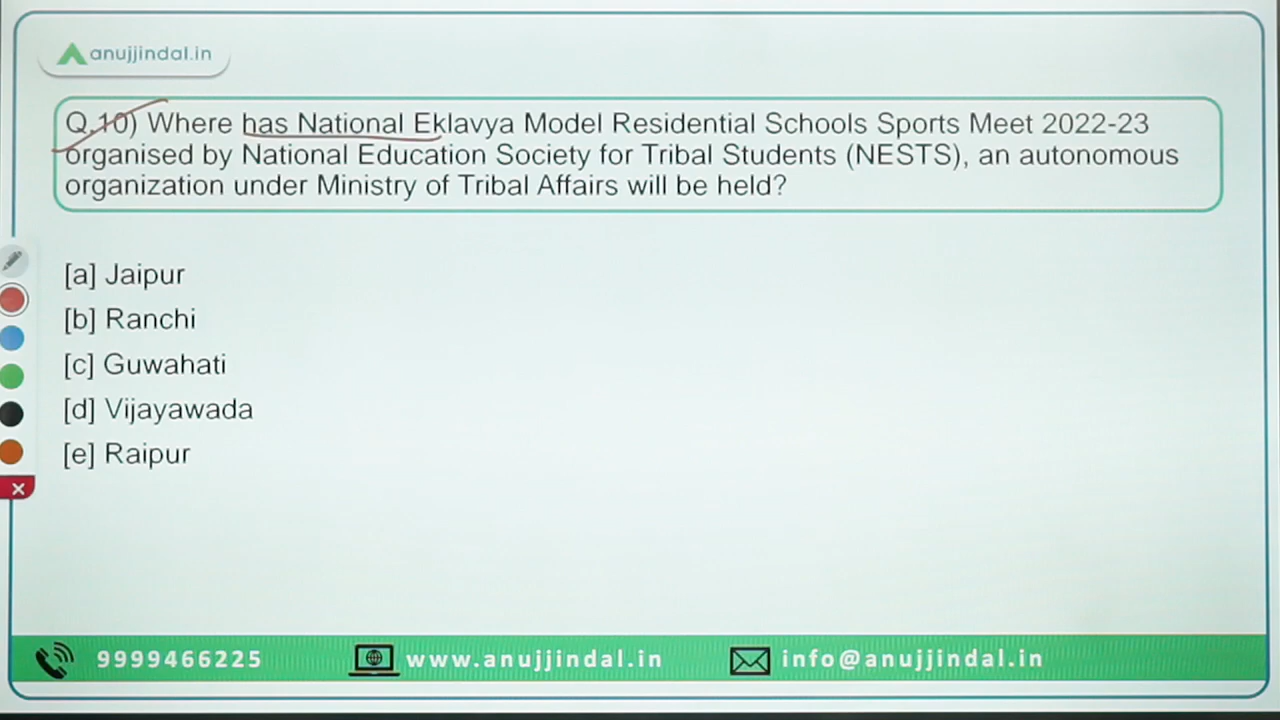 anujjindal.in
Q.10) Where has National Eklavya Model Residential Schools Sports Meet 2022-23
organised by National Education Society for Tribal Students (NESTS), an autonomous
organization under Ministry of Tribal Affairs will be held?
[a] Jaipur
[b] Ranchi
[c] Guwahati
[d] Vijayawada
[e] Raipur
9999466225 www.anujjindal.in info@anujjindal.in